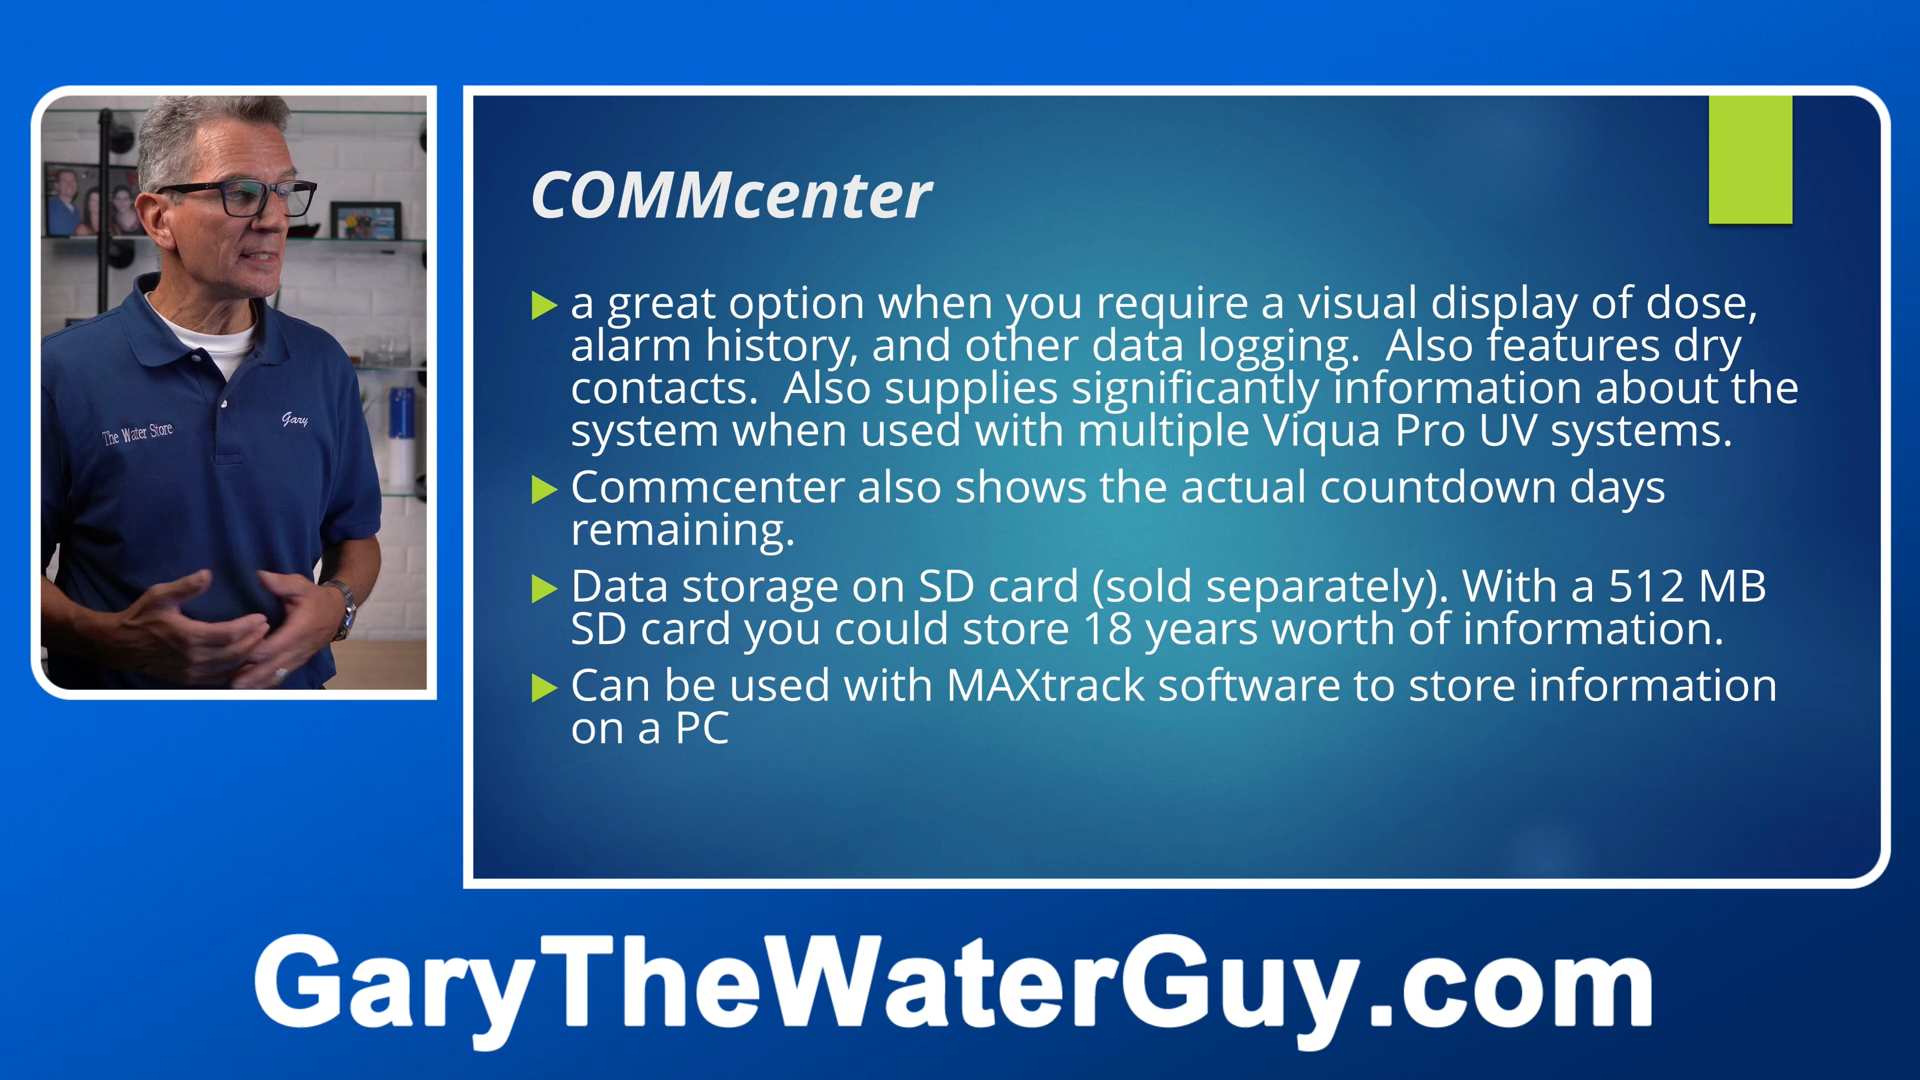 COMMcenter
a great option when you require a visual display of dose,
alarm history, and other data logging.  Also features dry
contacts.  Also supplies significantly information about the
system when used with multiple Viqua Pro UV systems.
Commcenter also shows the actual countdown days
remaining.
Data storage on SD card (sold separately). With a 512 MB
SD card you could store 18 years worth of information.
Can be used with MAXtrack software to store information
on a PC
The Water Store
Gary
GaryTheWaterGuy.com